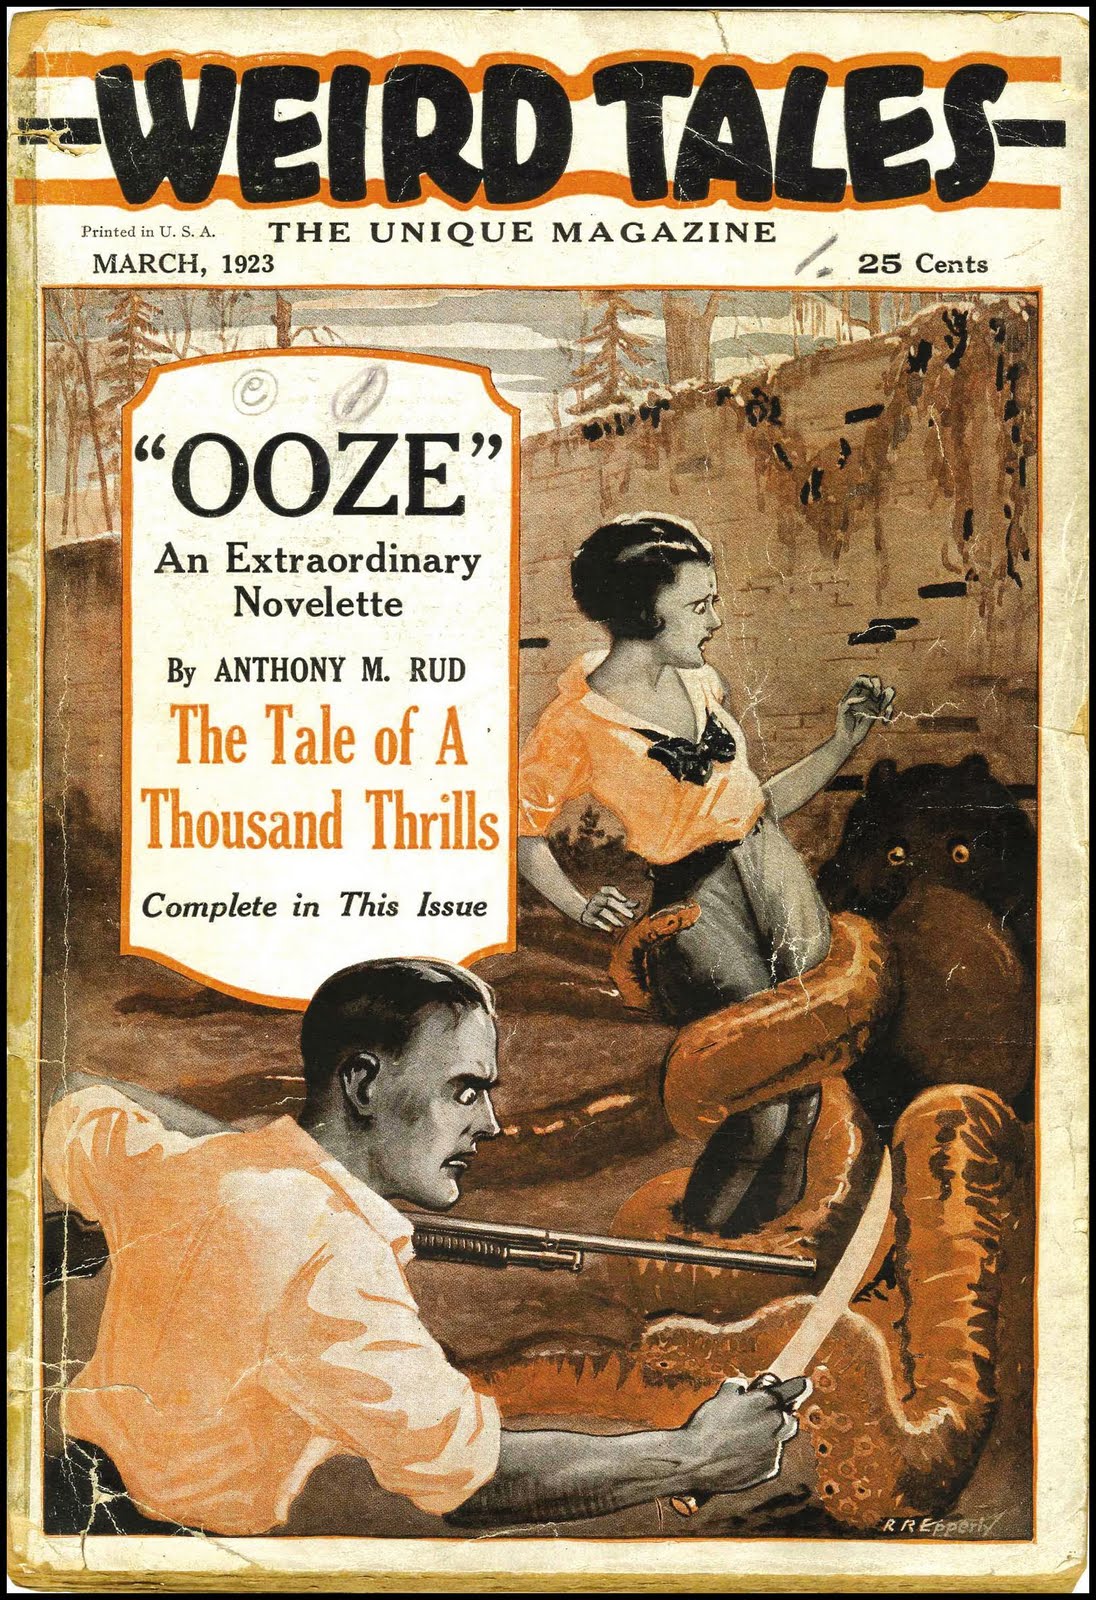 WEIRD TALES
Printed in U. S. A.
THE UNIQUE MAGAZINE
MARCH, 1923
25 Cents
"OOZE"
An Extraordinary
Novelette
By ANTHONY M. RUD
The Tale of A
Thousand Thrills
Complete in This Issue
R R Epperly